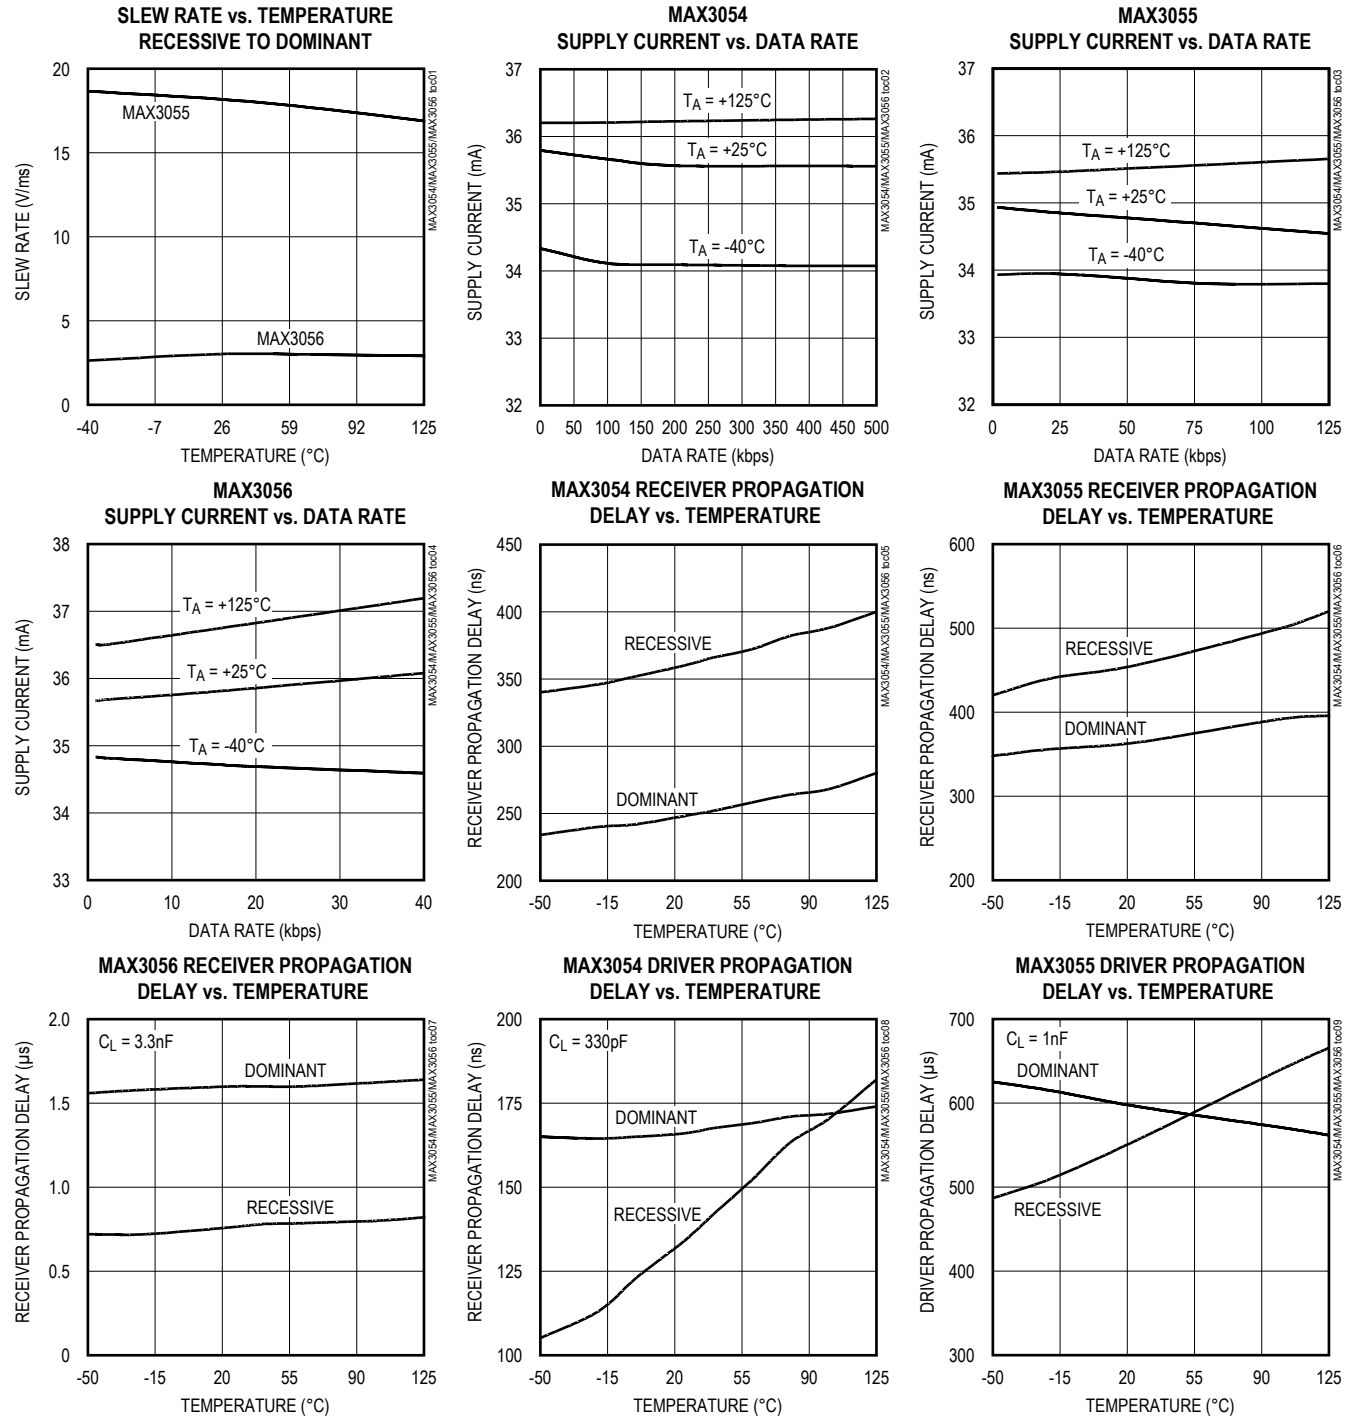 SLEW RATE vs. TEMPERATURE
RECESSIVE TO DOMINANT
20
15
10
5
0
SLEW RATE (V/ms)
MAX3055
MAX3056
-40 -7 26 59 92 125
TEMPERATURE (°C)
MAX3054/MAX3055/MAX3056 toc01
MAX3054
SUPPLY CURRENT vs. DATA RATE
37
36
35
34
33
32
SUPPLY CURRENT (mA)
TA = +125°C
TA = +25°C
TA = -40°C
0 50 100 150 200 250 300 350 400 450 500
DATA RATE (kbps)
MAX3054/MAX3055/MAX3056 toc02
MAX3055
SUPPLY CURRENT vs. DATA RATE
37
36
35
34
33
32
SUPPLY CURRENT (mA)
TA = +125°C
TA = +25°C
TA = -40°C
0 25 50 75 100 125
DATA RATE (kbps)
MAX3054/MAX3055/MAX3056 toc03
MAX3056
SUPPLY CURRENT vs. DATA RATE
38
37
36
35
34
33
SUPPLY CURRENT (mA)
TA = +125°C
TA = +25°C
TA = -40°C
0 10 20 30 40
DATA RATE (kbps)
MAX3054/MAX3055/MAX3056 toc04
MAX3054 RECEIVER PROPAGATION
DELAY vs. TEMPERATURE
450
400
350
300
250
200
RECEIVER PROPAGATION DELAY (ns)
RECESSIVE
DOMINANT
-50 -15 20 55 90 125
TEMPERATURE (°C)
MAX3054/MAX3055/MAX3056 toc05
MAX3055 RECEIVER PROPAGATION
DELAY vs. TEMPERATURE
600
500
400
300
200
RECEIVER PROPAGATION DELAY (ns)
RECESSIVE
DOMINANT
-50 -15 20 55 90 125
TEMPERATURE (°C)
MAX3054/MAX3055/MAX3056 toc06
MAX3056 RECEIVER PROPAGATION
DELAY vs. TEMPERATURE
2.0
1.5
1.0
0.5
0
RECEIVER PROPAGATION DELAY (µs)
CL = 3.3nF
DOMINANT
RECESSIVE
-50 -15 20 55 90 125
TEMPERATURE (°C)
MAX3054/MAX3055/MAX3056 toc07
MAX3054 DRIVER PROPAGATION
DELAY vs. TEMPERATURE
200
175
150
125
100
RECEIVER PROPAGATION DELAY (ns)
CL = 330pF
DOMINANT
RECESSIVE
-50 -15 20 55 90 125
TEMPERATURE (°C)
MAX3054/MAX3055/MAX3056 toc08
MAX3055 DRIVER PROPAGATION
DELAY vs. TEMPERATURE
700
600
500
400
300
DRIVER PROPAGATION DELAY (µs)
CL = 1nF
DOMINANT
RECESSIVE
-50 -15 20 55 90 125
TEMPERATURE (°C)
MAX3054/MAX3055/MAX3056 toc09